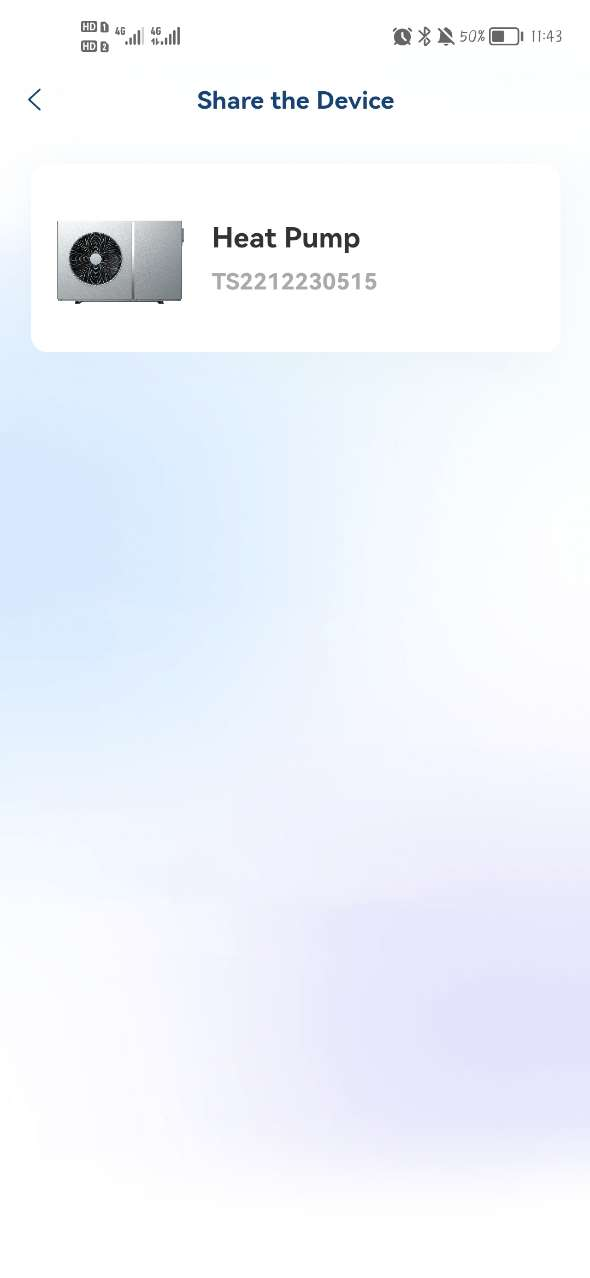 HD 1 4G 4G 50% 11:43
HD 2
Share the Device
Heat Pump
TS2212230515